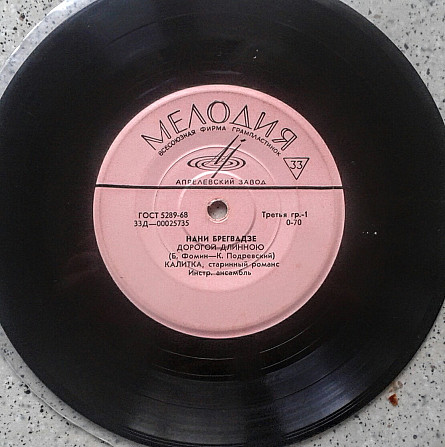 МЕЛОДИЯ
ВСЕСОЮЗНАЯ ФИРМА ГРАМПЛАСТИНОК
33
АПРЕЛЕВСКИЙ ЗАВОД
ГОСТ 5289-68 Третья гр.-1
33Д—00025735 0-70
НАНИ БРЕГВАДЗЕ
ДОРОГОЙ ДЛИННОЮ
(Б. Фомин—К. Подревский)
КАЛИТКА, старинный романс
Инстр. ансамбль